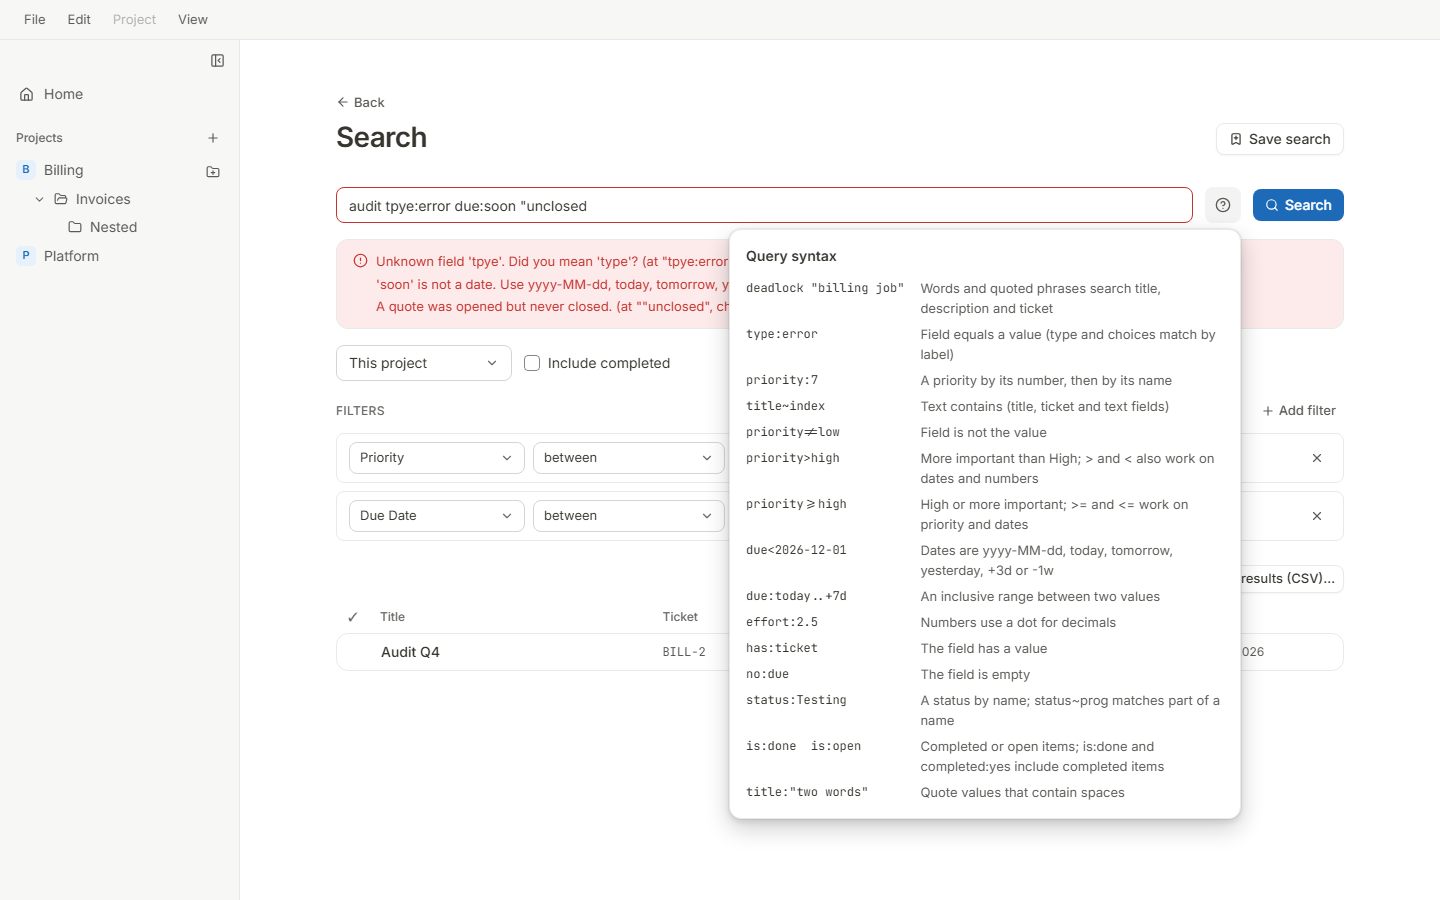 File Edit Project View
Home
Projects
B Billing
Invoices
Nested
P Platform
Back
Search
Save search
audit tpye:error due:soon "unclosed
Search
Unknown field 'tpye'. Did you mean 'type'? (at "tpye:error
'soon' is not a date. Use yyyy-MM-dd, today, tomorrow, y
A quote was opened but never closed. (at ""unclosed", ch
This project
Include completed
FILTERS
Add filter
Priority between
Due Date between
results (CSV)...
✓ Title Ticket
Audit Q4 BILL-2 026
Query syntax
deadlock "billing job" Words and quoted phrases search title,
description and ticket
type:error Field equals a value (type and choices match by
label)
priority:7 A priority by its number, then by its name
title~index Text contains (title, ticket and text fields)
priority≠low Field is not the value
priority>high More important than High; > and < also work on
dates and numbers
priority>=high High or more important; >= and <= work on
priority and dates
due<2026-12-01 Dates are yyyy-MM-dd, today, tomorrow,
yesterday, +3d or -1w
due:today..+7d An inclusive range between two values
effort:2.5 Numbers use a dot for decimals
has:ticket The field has a value
no:due The field is empty
status:Testing A status by name; status~prog matches part of a
name
is:done is:open Completed or open items; is:done and
completed:yes include completed items
title:"two words" Quote values that contain spaces